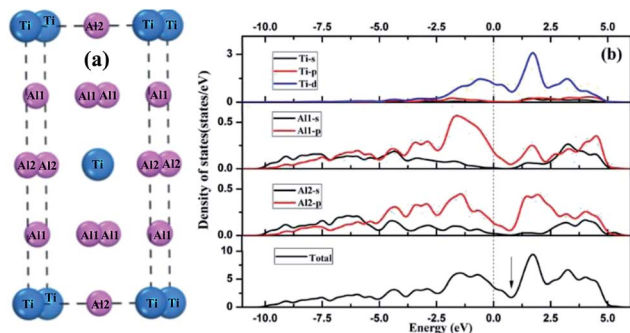 Ti Ti Al2 Ti Ti
(a)
Al1 Al1 Al1 Al1
Al2 Al2 Ti Al2 Al2
Al1 Al1 Al1 Al1
Ti Ti Al2 Ti Ti
-10.0 -7.5 -5.0 -2.5 0.0 2.5 5.0
(b)
Ti-s
Ti-p
Ti-d
3
0
Al1-s
Al1-p
0.5
0.0
Al2-s
Al2-p
0.5
0.0
Total
10
5
0
-10.0 -7.5 -5.0 -2.5 0.0 2.5 5.0
Energy (eV)
Density of states(states/eV)